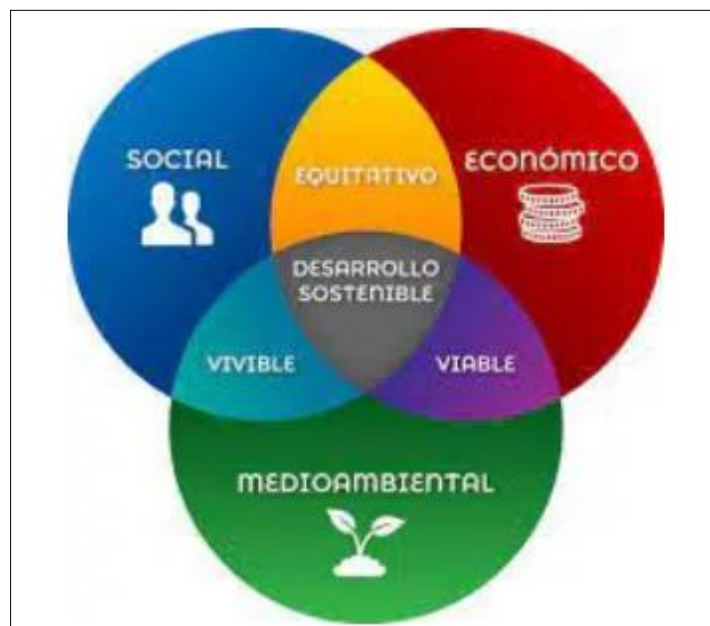 SOCIAL
ECONÓMICO
EQUITATIVO
DESARROLLO
SOSTENIBLE
VIVIBLE
VIABLE
MEDIOAMBIENTAL